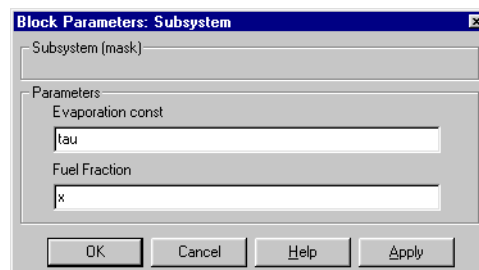 Block Parameters: Subsystem
Subsystem (mask)
Parameters
Evaporation const
tau
Fuel Fraction
x
OK Cancel Help Apply